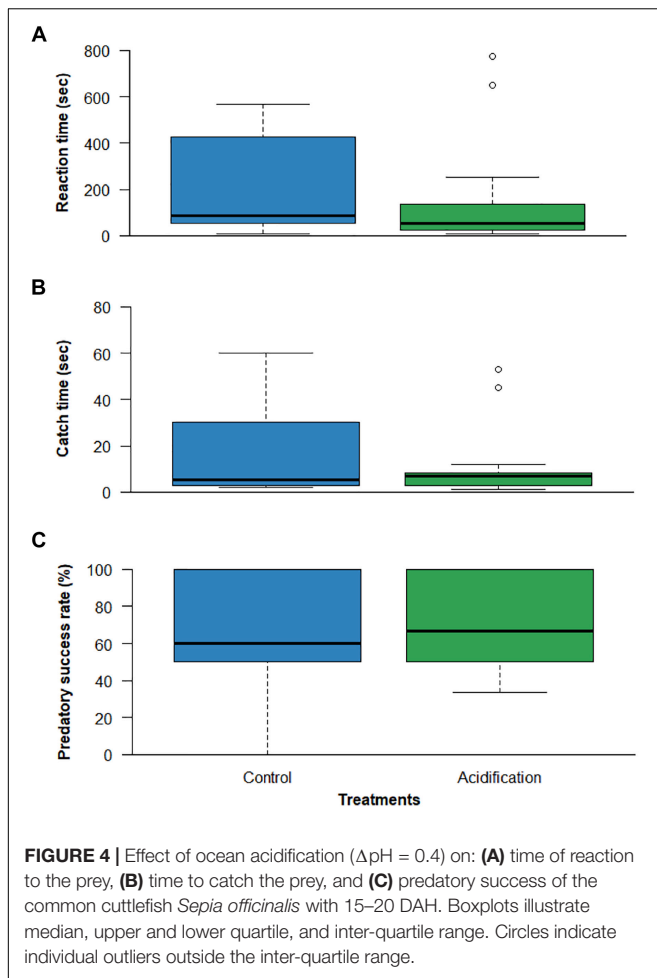 A
Reaction time (sec)
800
600
400
200
0
B
Catch time (sec)
80
60
40
20
0
C
Predatory success rate (%)
100
80
60
40
20
0
Control Acidification
Treatments
FIGURE 4 | Effect of ocean acidification (ΔpH = 0.4) on: (A) time of reaction
to the prey, (B) time to catch the prey, and (C) predatory success of the
common cuttlefish Sepia officinalis with 15–20 DAH. Boxplots illustrate
median, upper and lower quartile, and inter-quartile range. Circles indicate
individual outliers outside the inter-quartile range.